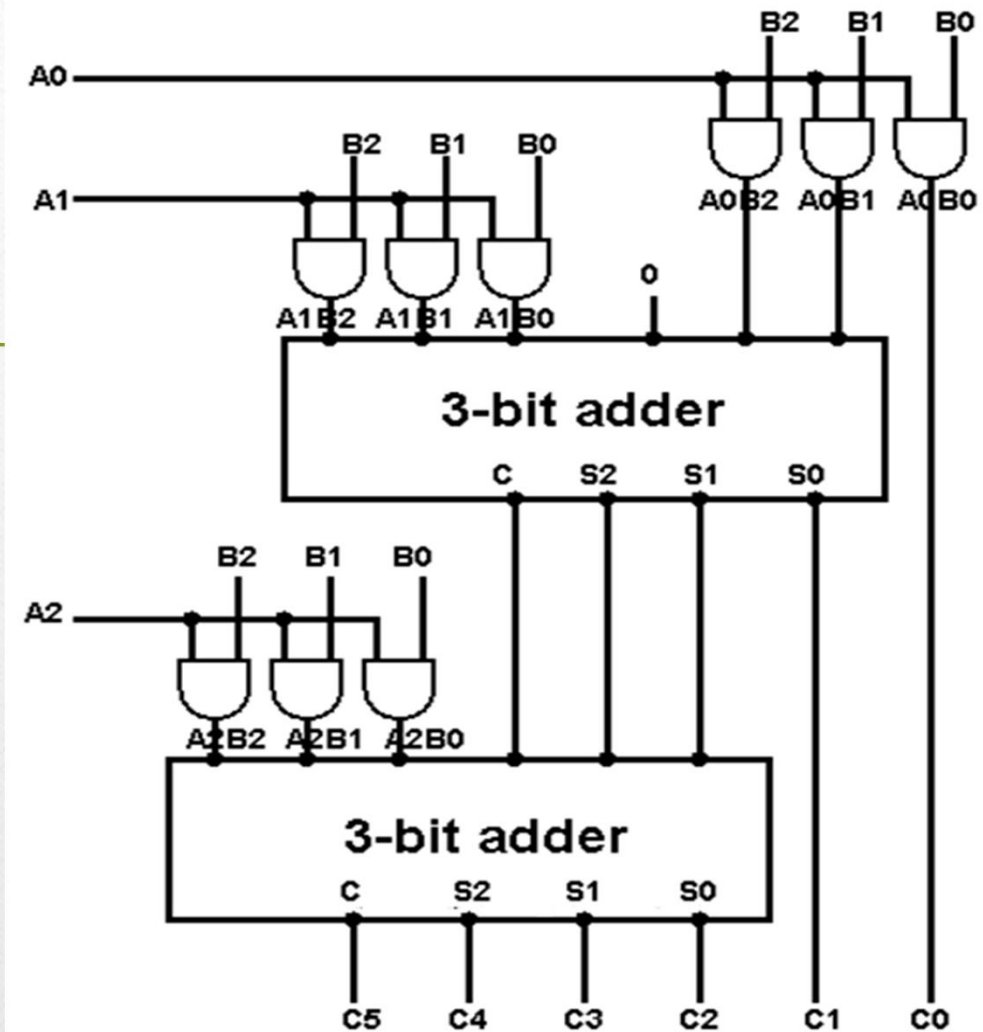 B2 B1 B0
A0
B2 B1 B0
A1
A0B2 A0B1 A0B0
0
A1B2 A1B1 A1B0
3-bit adder
C S2 S1 S0
B2 B1 B0
A2
A2B2 A2B1 A2B0
3-bit adder
C S2 S1 S0
C5 C4 C3 C2 C1 C0